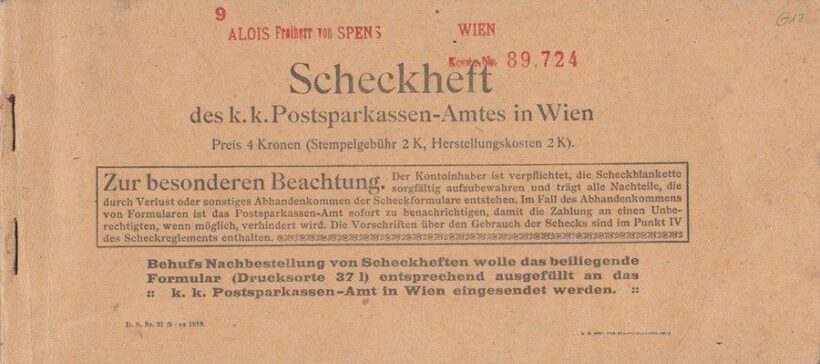 9
ALOIS Freiherr von SPENS WIEN
Konto Nr. 89.724
Scheckheft
des k. k. Postsparkassen-Amtes in Wien
Preis 4 Kronen (Stempelgebühr 2 K, Herstellungskosten 2 K).
Zur besonderen Beachtung. Der Kontoinhaber ist verpflichtet, die Scheckblankette
sorgfältig aufzubewahren und trägt alle Nachteile, die
durch Verlust oder sonstiges Abhandenkommen der Scheckformulare entstehen. Im Fall des Abhandenkommens
von Formularen ist das Postsparkassen-Amt sofort zu benachrichtigen, damit die Zahlung an einen Unbe-
rechtigten, wenn möglich, verhindert wird. Die Vorschriften über den Gebrauch der Schecks sind im Punkt IV
des Scheckreglements enthalten.
Behufs Nachbestellung von Scheckheften wolle das beiliegende
Formular (Drucksorte 37 l) entsprechend ausgefüllt an das
:: k. k. Postsparkassen-Amt in Wien eingesendet werden. ::
D. S. Nr. 37 (9) ex 1918.